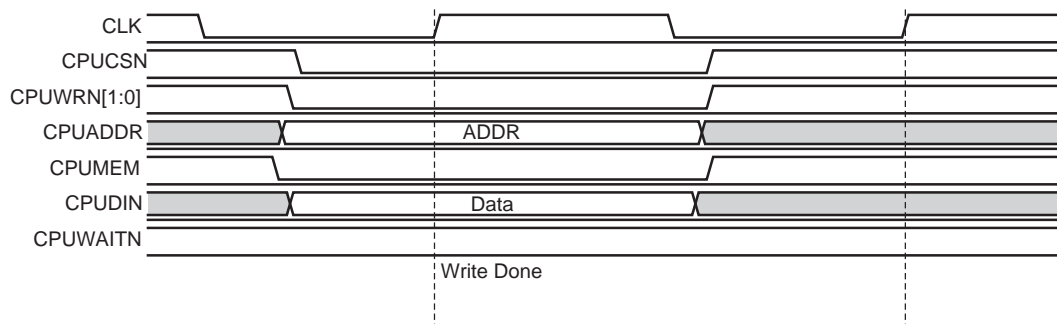 CLK
CPUCSN
CPUWRN[1:0]
CPUADDR ADDR
CPUMEM
CPUDIN Data
CPUWAITN
Write Done